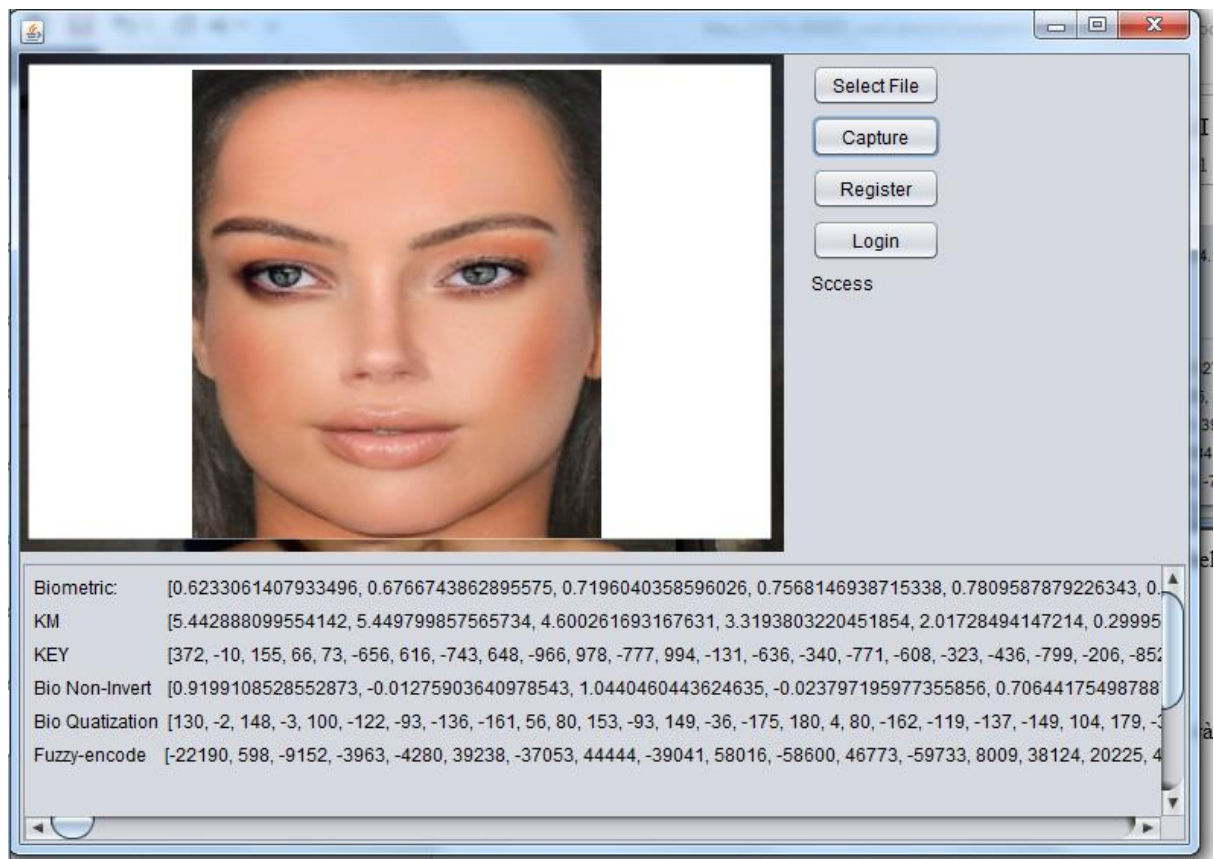 Select File
Capture
Register
Login
Sccess
Biometric: [0.6233061407933496, 0.6766743862895575, 0.7196040358596026, 0.7568146938715338, 0.7809587879226343, 0.
KM [5.442888099554142, 5.449799857565734, 4.600261693167631, 3.3193803220451854, 2.01728494147214, 0.29995
KEY [372, -10, 155, 66, 73, -656, 616, -743, 648, -966, 978, -777, 994, -131, -636, -340, -771, -608, -323, -436, -799, -206, -852
Bio Non-Invert [0.9199108528552873, -0.01275903640978543, 1.0440460443624635, -0.023797195977355856, 0.706441754987887
Bio Quatization [130, -2, 148, -3, 100, -122, -93, -136, -161, 56, 80, 153, -93, 149, -36, -175, 180, 4, 80, -162, -119, -137, -149, 104, 179, -3
Fuzzy-encode [-22190, 598, -9152, -3963, -4280, 39238, -37053, 44444, -39041, 58016, -58600, 46773, -59733, 8009, 38124, 20225, 4